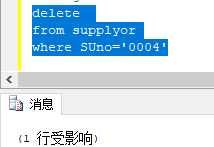 delete
from supplyor
where SUno='0004'
消息
(1 行受影响)